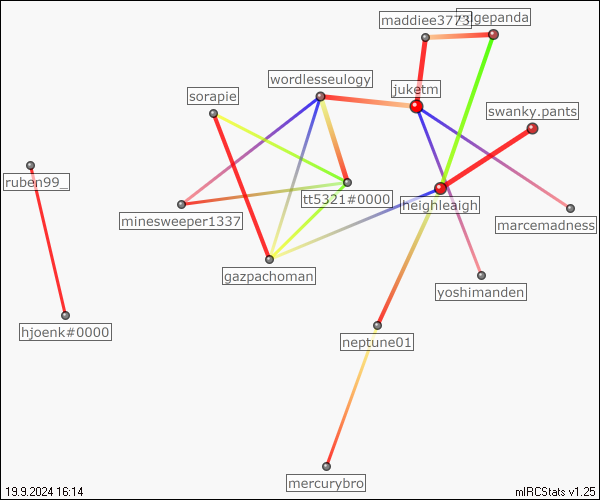 maddiee3773
lgepanda
wordlesseulogy
juketm
sorapie
swanky.pants
ruben99_
tt5321#0000
heighleaigh
minesweeper1337
marcemadness
gazpachoman
yoshimanden
hjoenk#0000
neptune01
mercurybro
19.9.2024 16:14
mIRCStats v1.25